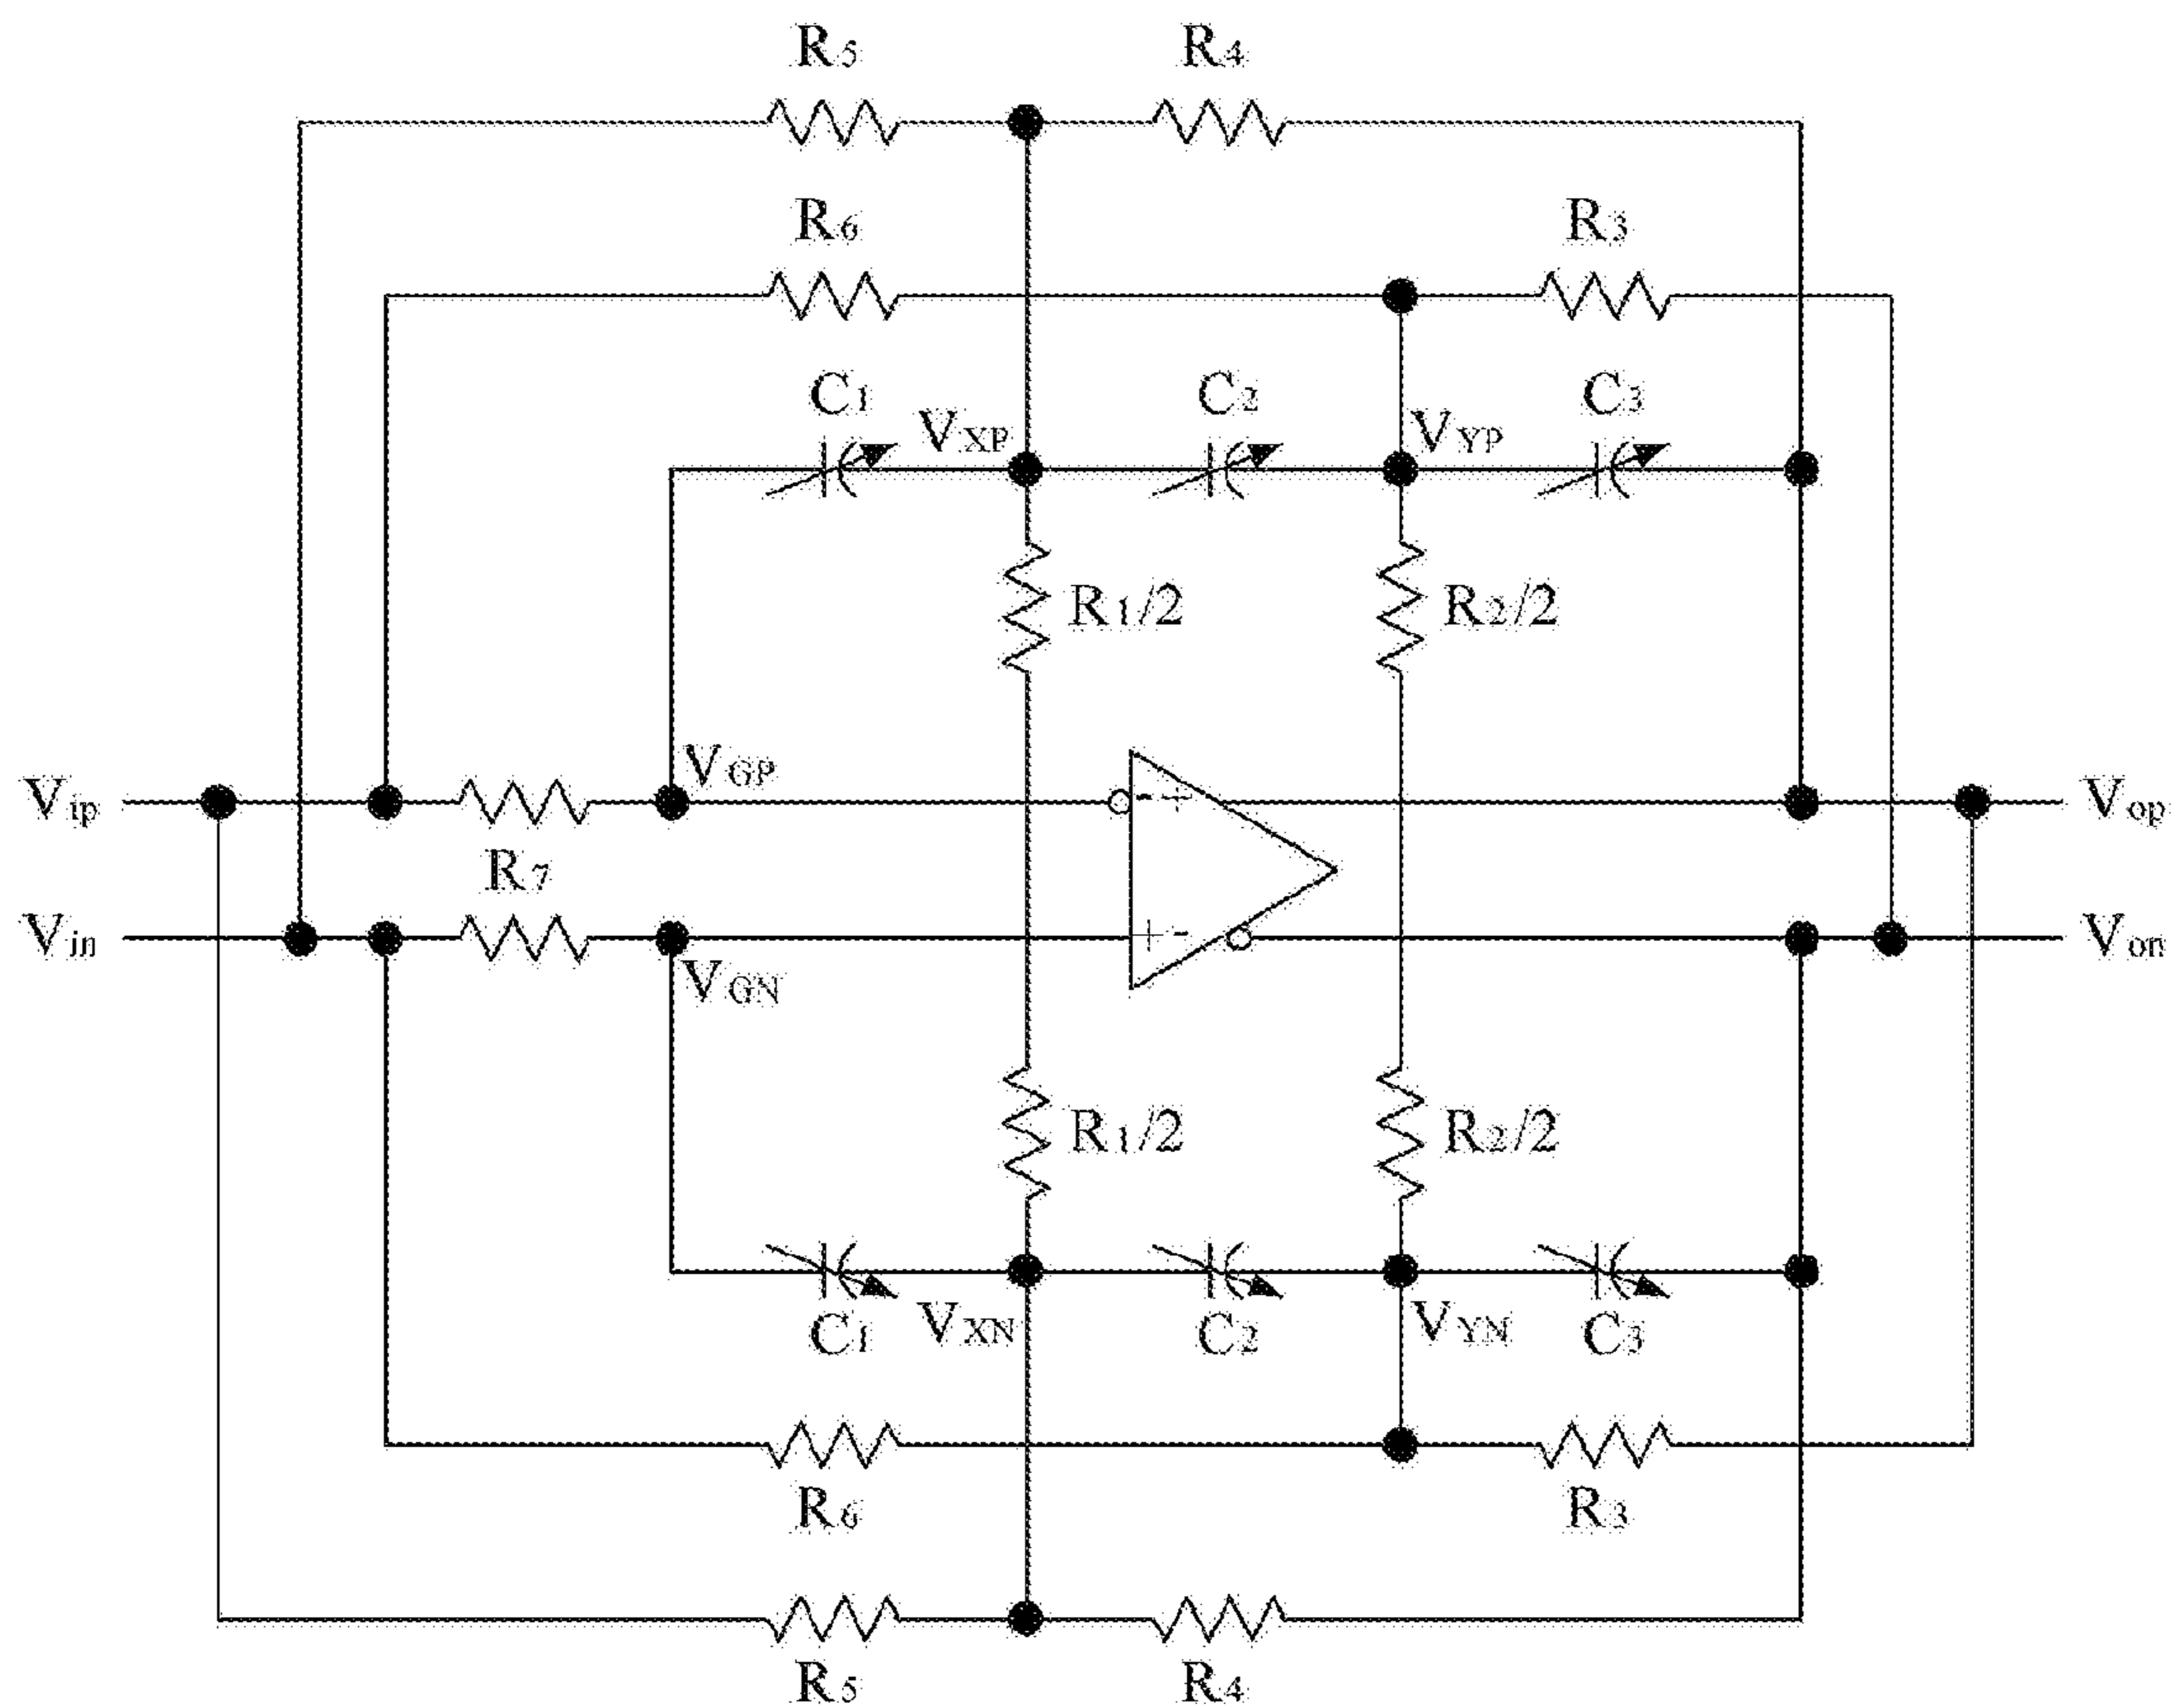 R5 R4
R6 R3
C1 VXP C2 VYP C3
R1/2 R2/2
Vip VGP - + Vop
R7
Vin VGN + - Von
R1/2 R2/2
C1 VXN C2 VYN C3
R6 R3
R5 R4